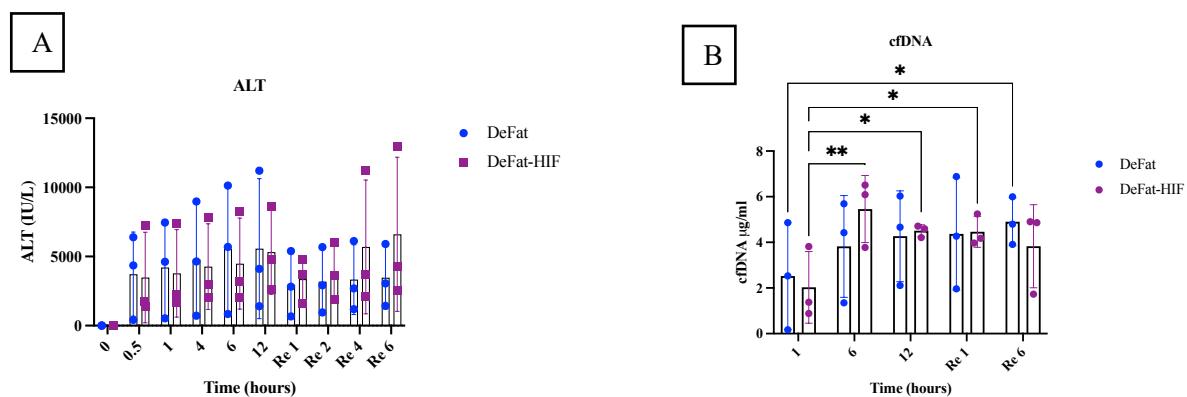 A
ALT
ALT (IU/L)
15000
10000
5000
0
0 0.5 1 4 6 12 Re 1 Re 2 Re 4 Re 6
Time (hours)
DeFat
DeFat-HIF
B
cfDNA
*
*
*
**
cfDNA µg/ml
8
6
4
2
0
1 6 12 Re 1 Re 6
Time (hours)
DeFat
DeFat-HIF